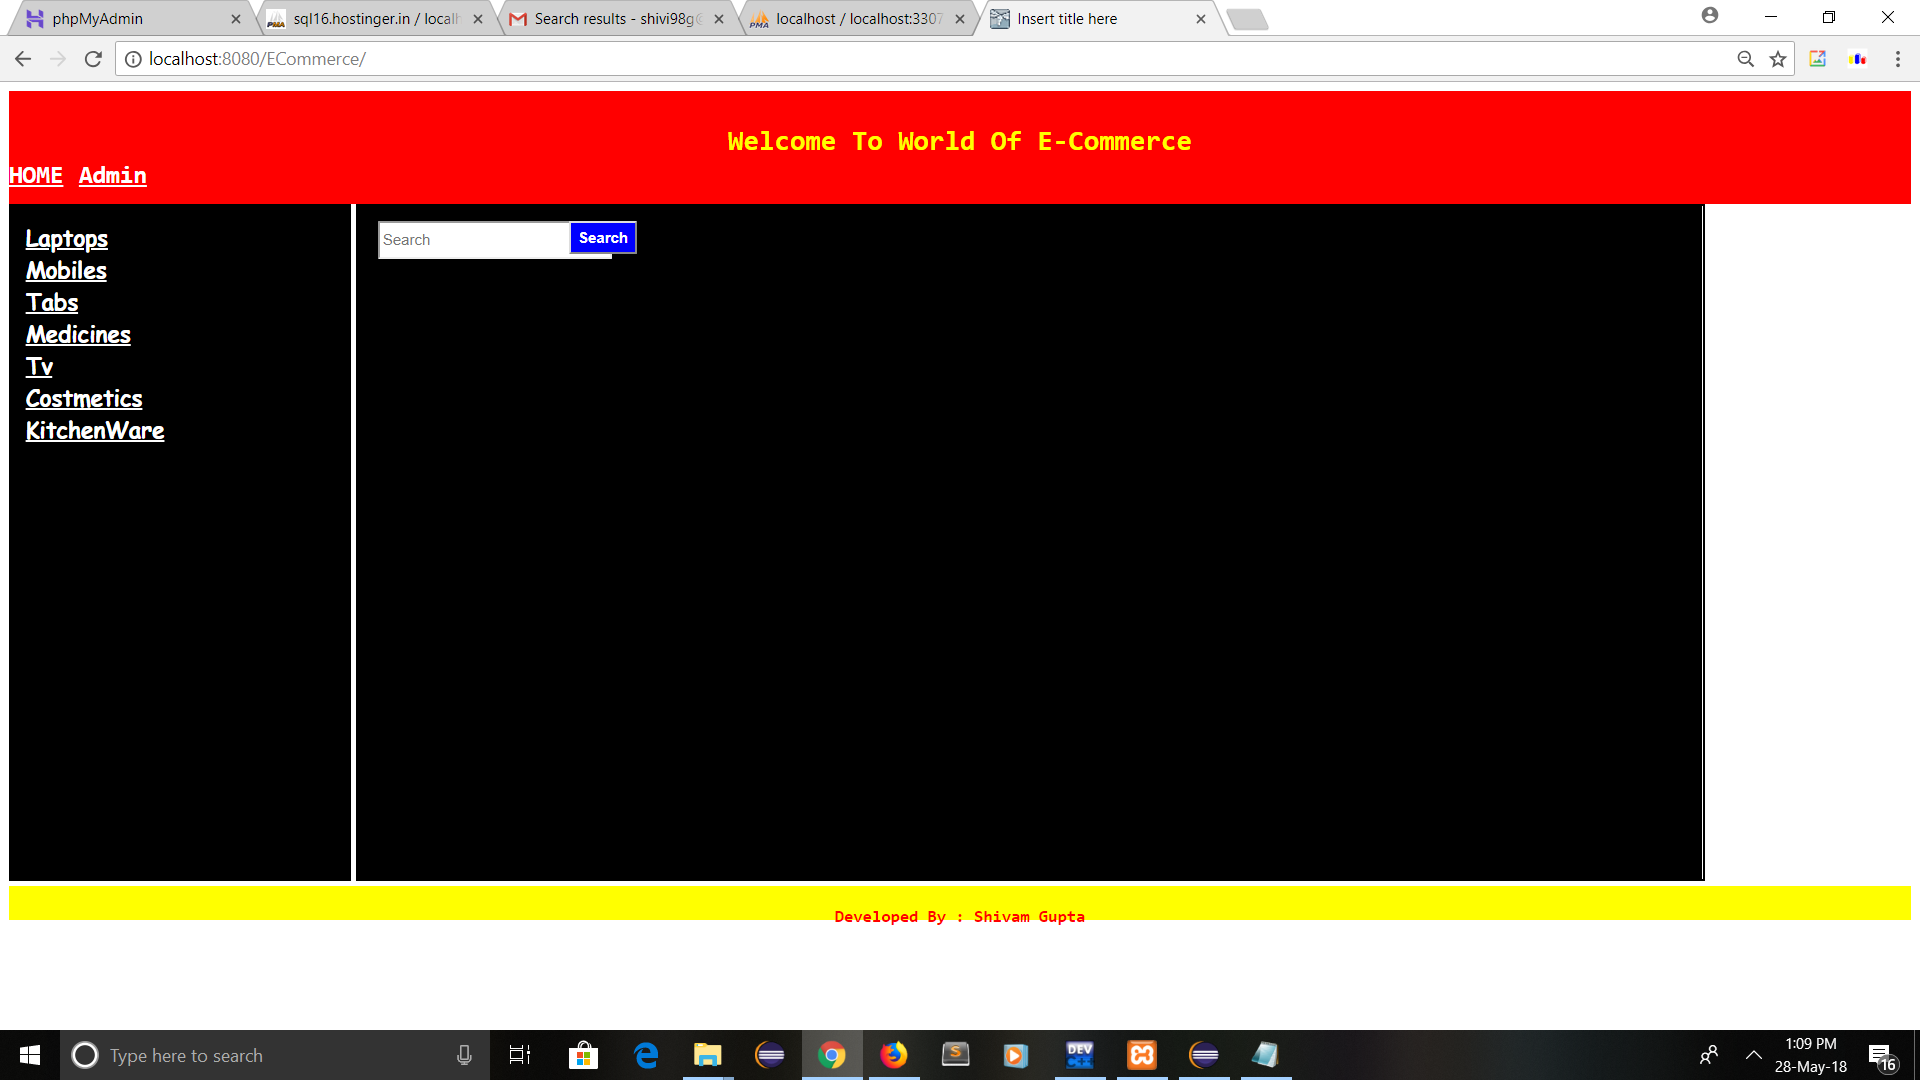 phpMyAdmin
sql16.hostinger.in / localh
Search results - shivi98g@
localhost / localhost:3307
Insert title here
localhost:8080/ECommerce/
Welcome To World Of E-Commerce
HOME Admin
Laptops
Mobiles
Tabs
Medicines
Tv
Costmetics
KitchenWare
Search
Search
Developed By : Shivam Gupta
Type here to search
DEV
C++
1:09 PM
28-May-18
16